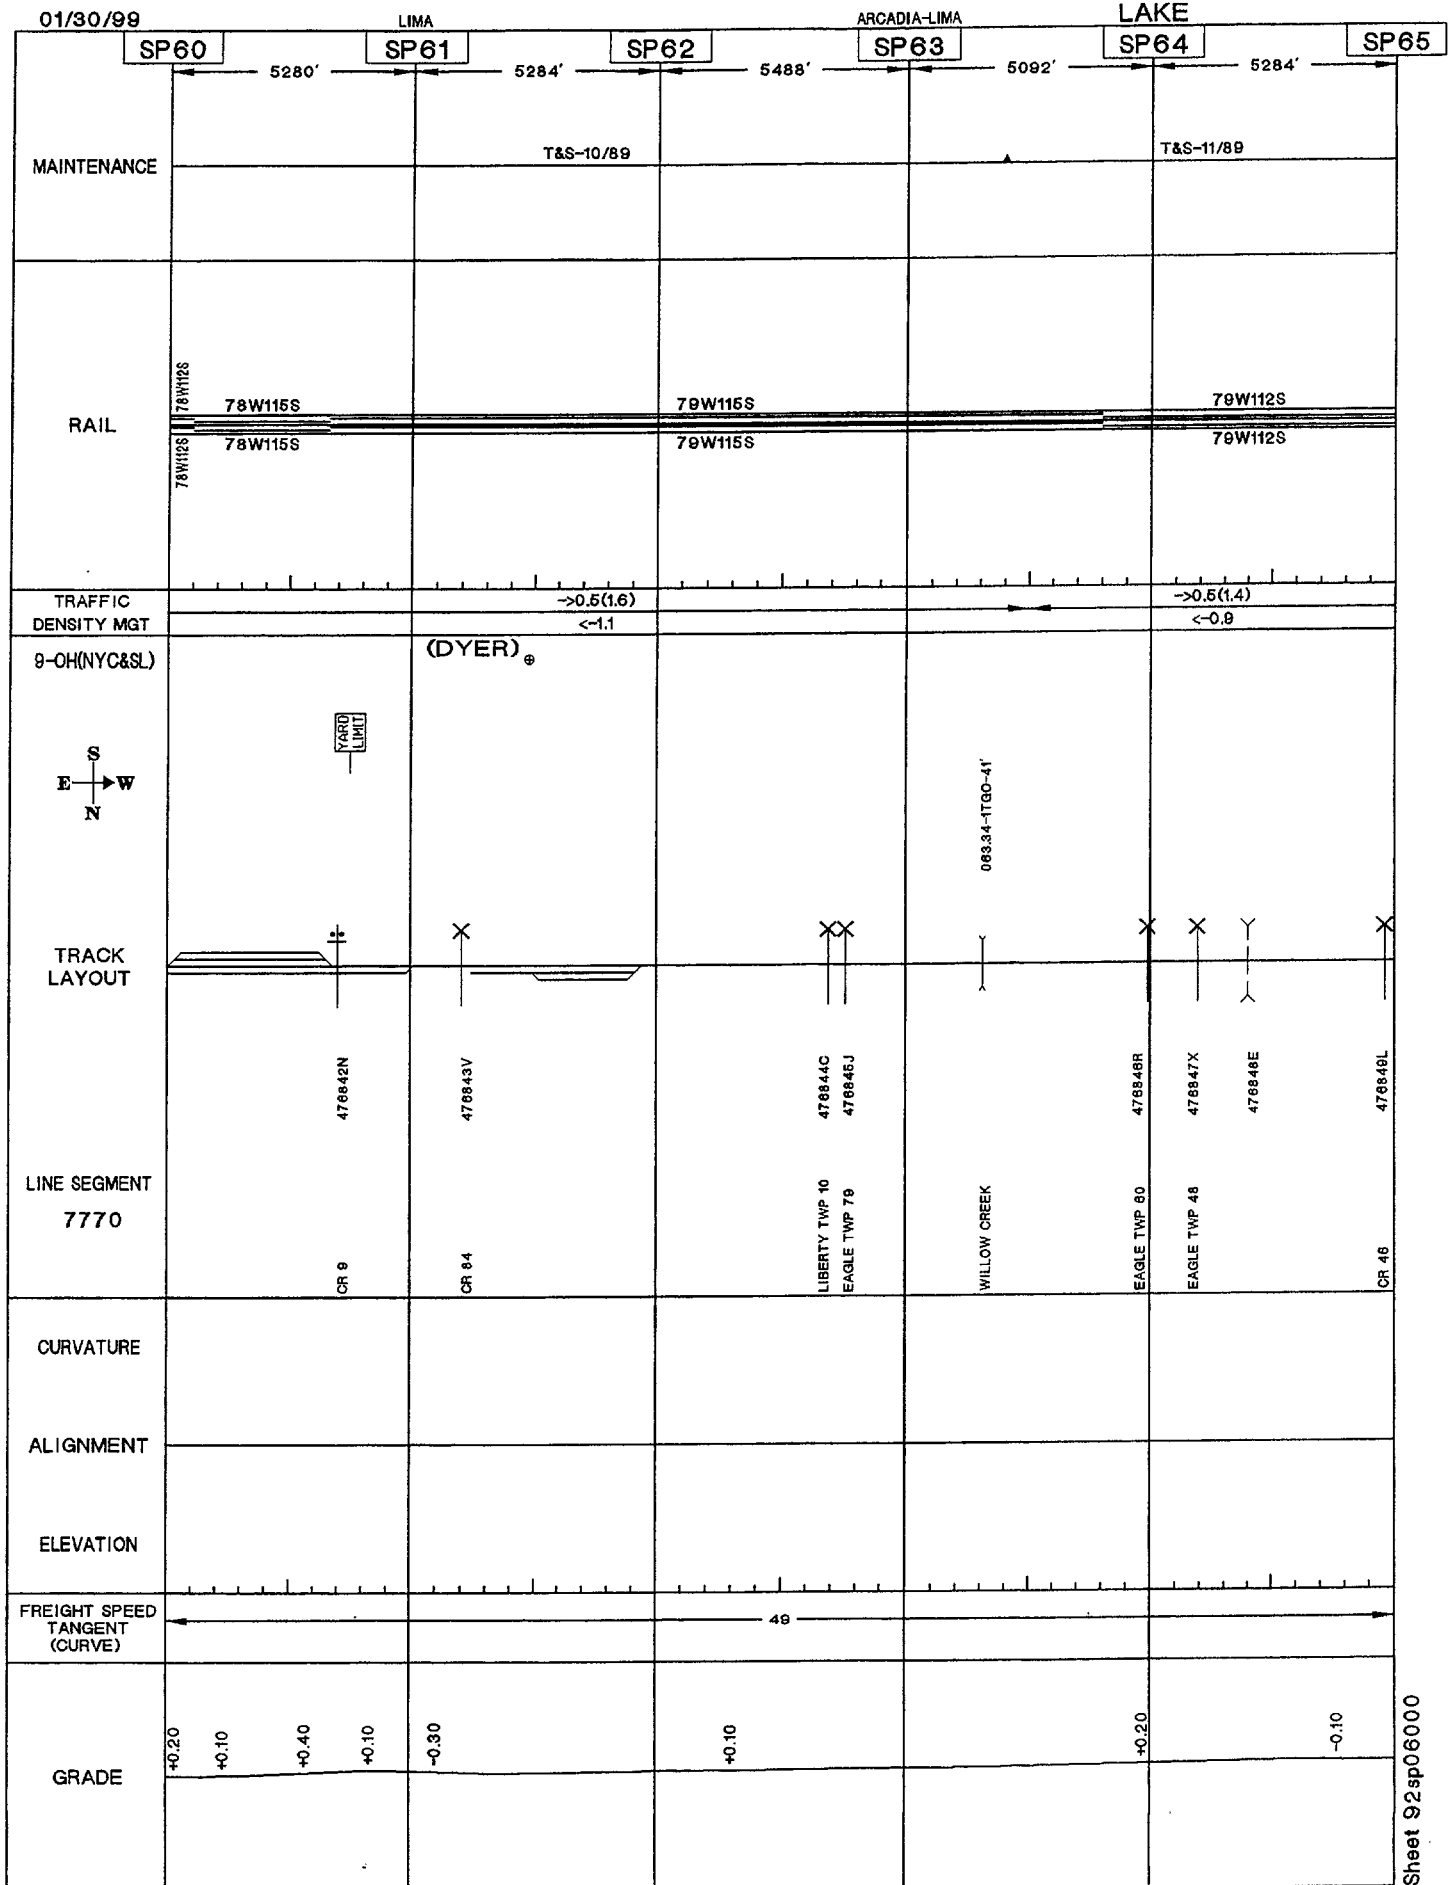 01/30/99
LIMA
ARCADIA-LIMA
LAKE
SP60
SP61
SP62
SP63
SP64
SP65
5280'
5284'
5488'
5092'
5284'
MAINTENANCE
T&S-10/89
T&S-11/89
RAIL
78W112S
78W115S
79W115S
79W112S
78W112S
78W115S
79W115S
79W112S
TRAFFIC
DENSITY MGT
->0.5(1.6)
->0.5(1.4)
<-1.1
<-0.9
9-OH(NYC&SL)
(DYER)
YARD
LIMIT
S
E
W
N
063.34-1TGO-41'
TRACK
LAYOUT
476842N
476843V
476844C
476845J
476846R
476847X
476848E
476849L
LINE SEGMENT
7770
CR 9
CR 84
LIBERTY TWP 10
EAGLE TWP 79
WILLOW CREEK
EAGLE TWP 60
EAGLE TWP 48
CR 46
CURVATURE
ALIGNMENT
ELEVATION
FREIGHT SPEED
TANGENT
(CURVE)
49
GRADE
+0.20
+0.10
+0.40
+0.10
-0.30
+0.10
+0.20
-0.10
Sheet 92sp06000